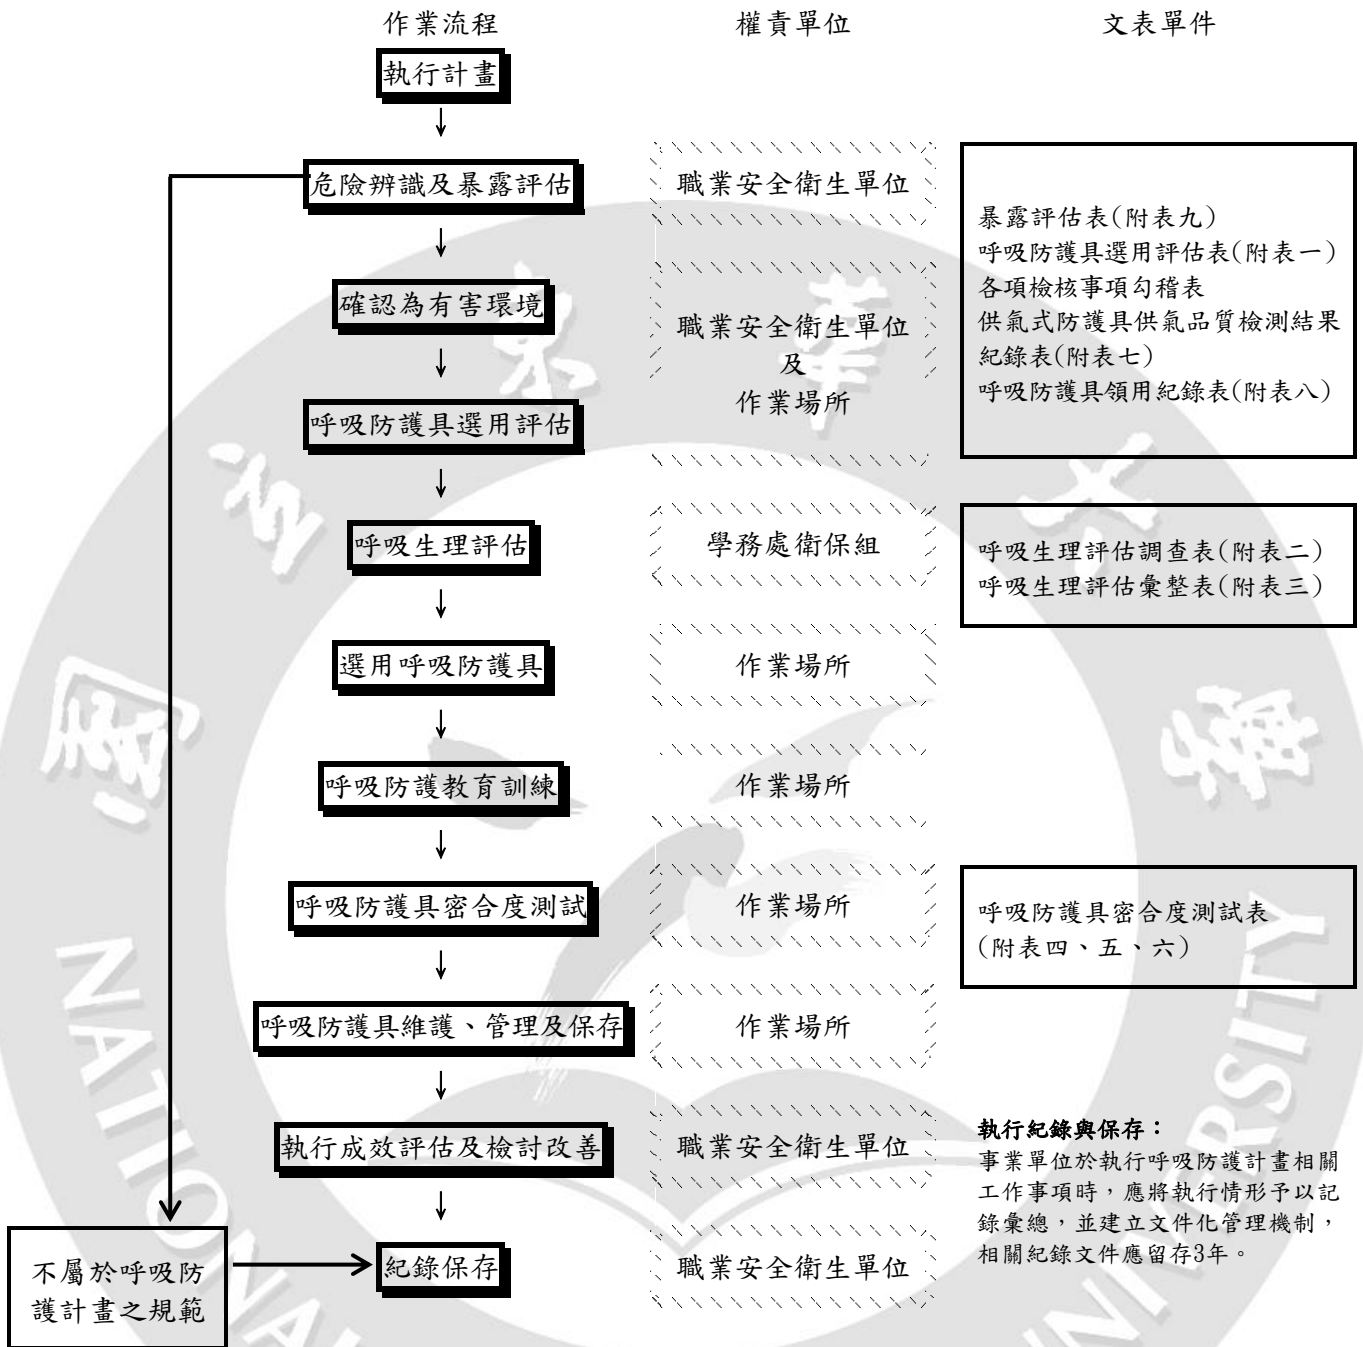 作業流程
權責單位
文表單件
執行計畫
危險辨識及暴露評估
職業安全衛生單位
暴露評估表(附表九)
呼吸防護具選用評估表(附表一)
各項檢核事項勾稽表
供氣式防護具供氣品質檢測結果
紀錄表(附表七)
呼吸防護具領用紀錄表(附表八)
確認為有害環境
職業安全衛生單位
及
作業場所
呼吸防護具選用評估
呼吸生理評估
學務處衛保組
呼吸生理評估調查表(附表二)
呼吸生理評估彙整表(附表三)
選用呼吸防護具
作業場所
呼吸防護教育訓練
作業場所
呼吸防護具密合度測試
作業場所
呼吸防護具密合度測試表
(附表四、五、六)
呼吸防護具維護、管理及保存
作業場所
執行成效評估及檢討改善
職業安全衛生單位
執行紀錄與保存：
事業單位於執行呼吸防護計畫相關
工作事項時，應將執行情形予以記
錄彙總，並建立文件化管理機制，
相關紀錄文件應留存3年。
不屬於呼吸防
護計畫之規範
紀錄保存
職業安全衛生單位
國立東華大學
NATIONAL
UNIVERSITY